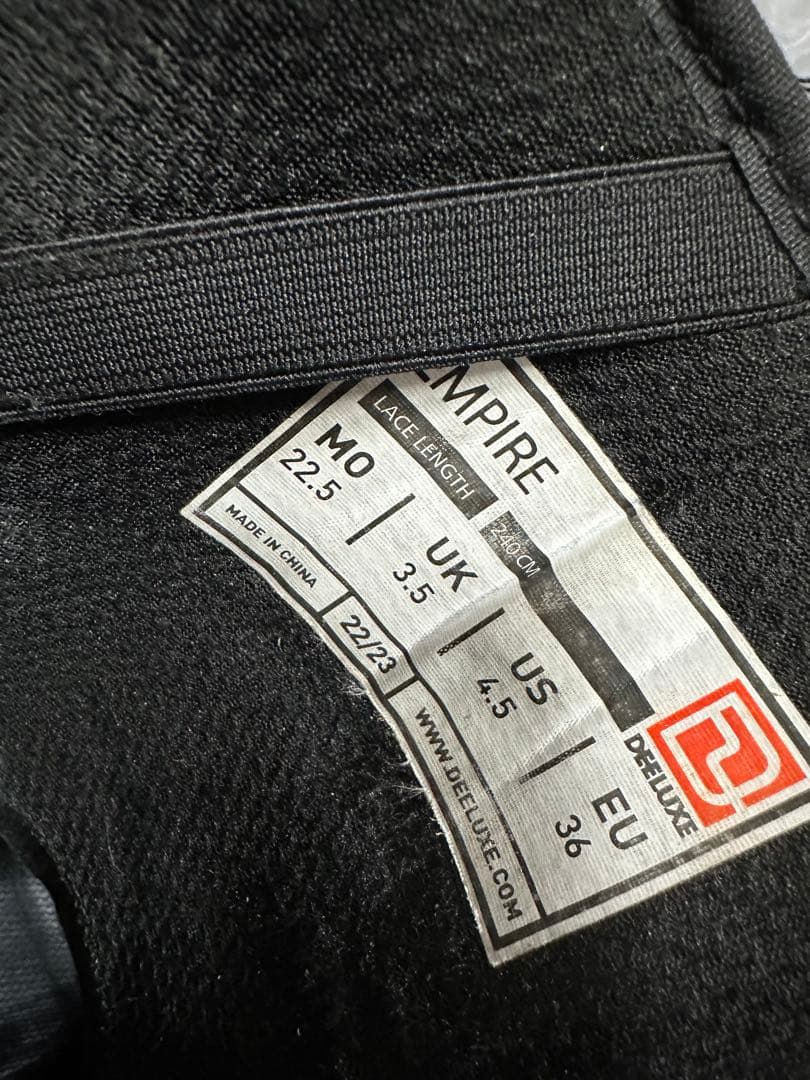 EMPIRE
LACE LENGTH 240 CM
MO UK US EU
22.5 3.5 4.5 36
DEELUXE
MADE IN CHINA 22/23 WWW.DEELUXE.COM